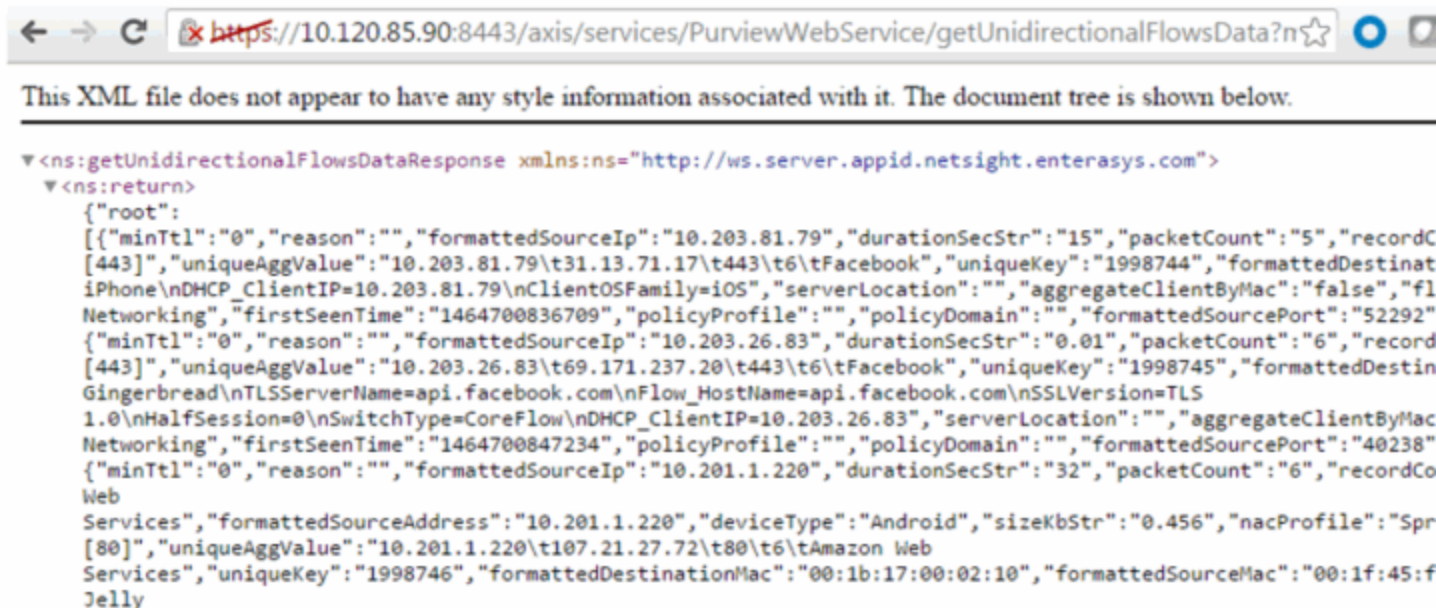 https://10.120.85.90:8443/axis/services/PurviewWebService/getUnidirectionalFlowsData?n
This XML file does not appear to have any style information associated with it. The document tree is shown below.
▼<ns:getUnidirectionalFlowsDataResponse xmlns:ns="http://ws.server.appid.netsight.enterasys.com">
▼<ns:return>
{"root":
[{"minTtl":"0","reason":"","formattedSourceIp":"10.203.81.79","durationSecStr":"15","packetCount":"5","recordC
[443]","uniqueAggValue":"10.203.81.79\t31.13.71.17\t443\t6\tFacebook","uniqueKey":"1998744","formattedDestinat
iPhone\nDHCP_ClientIP=10.203.81.79\nClientOSFamily=iOS","serverLocation":"","aggregateClientByMac":"false","fl
Networking","firstSeenTime":"1464700836709","policyProfile":"","policyDomain":"","formattedSourcePort":"52292"
{"minTtl":"0","reason":"","formattedSourceIp":"10.203.26.83","durationSecStr":"0.01","packetCount":"6","record
[443]","uniqueAggValue":"10.203.26.83\t69.171.237.20\t443\t6\tFacebook","uniqueKey":"1998745","formattedDestin
Gingerbread\nTLSServerName=api.facebook.com\nFlow_HostName=api.facebook.com\nSSLVersion=TLS
1.0\nHalfSession=0\nSwitchType=CoreFlow\nDHCP_ClientIP=10.203.26.83","serverLocation":"","aggregateClientByMac
Networking","firstSeenTime":"1464700847234","policyProfile":"","policyDomain":"","formattedSourcePort":"40238"
{"minTtl":"0","reason":"","formattedSourceIp":"10.201.1.220","durationSecStr":"32","packetCount":"6","recordCo
Web
Services","formattedSourceAddress":"10.201.1.220","deviceType":"Android","sizeKbStr":"0.456","nacProfile":"Spr
[80]","uniqueAggValue":"10.201.1.220\t107.21.27.72\t80\t6\tAmazon Web
Services","uniqueKey":"1998746","formattedDestinationMac":"00:1b:17:00:02:10","formattedSourceMac":"00:1f:45:f
Jelly